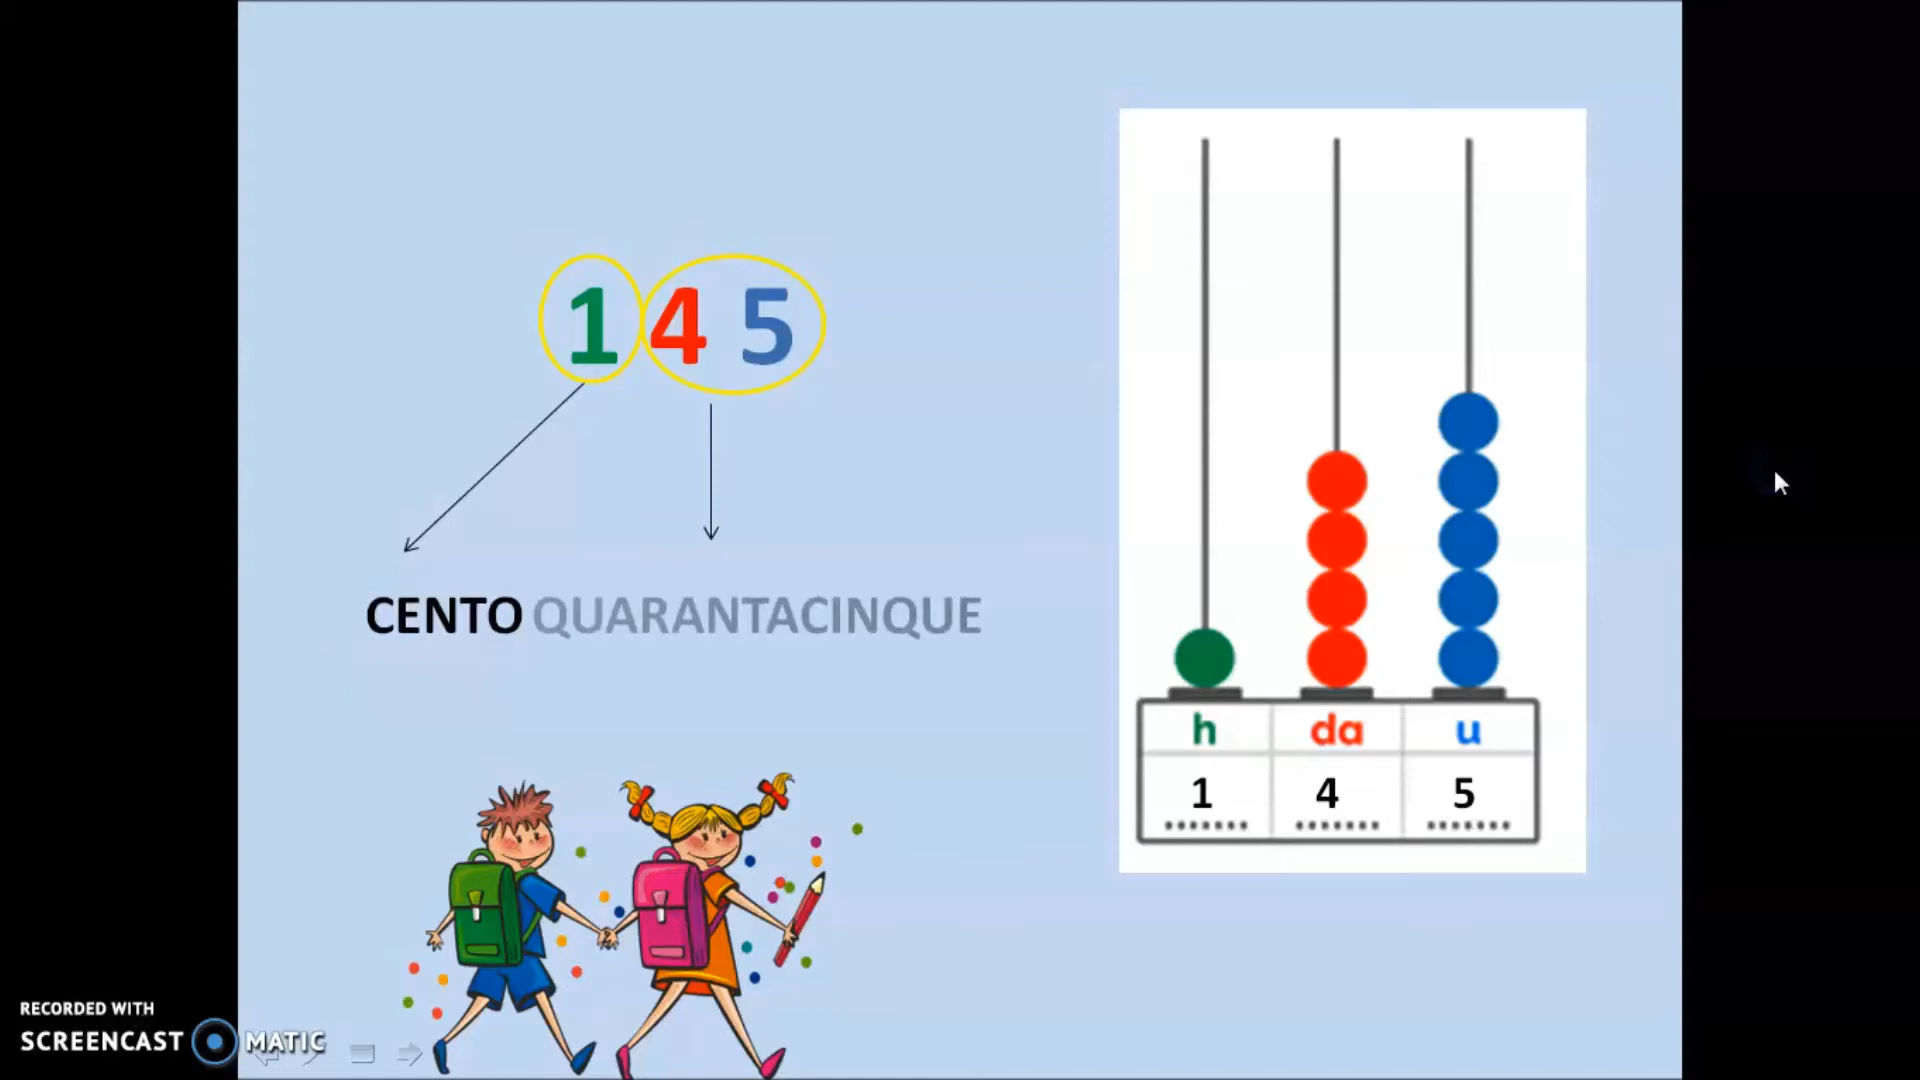 1 4 5
CENTO QUARANTACINQUE
h da u
1 4 5
RECORDED WITH
SCREENCAST MATIC